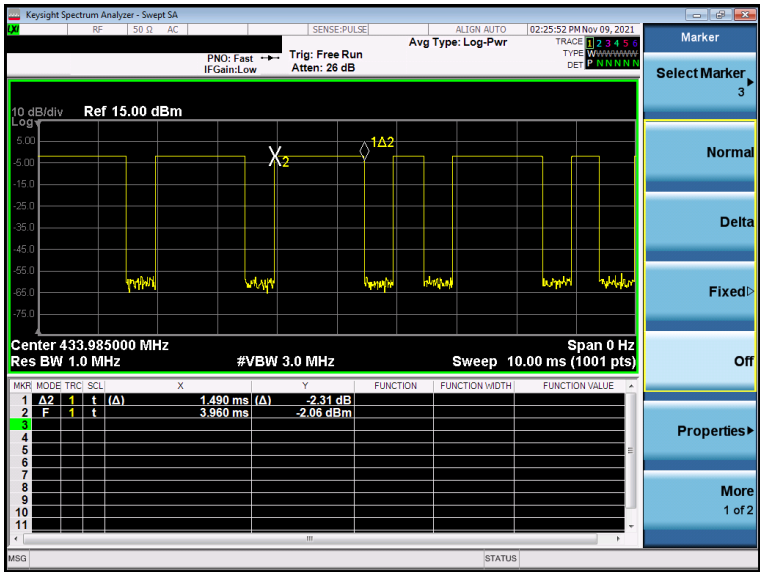 Keysight Spectrum Analyzer - Swept SA
LXI RF 50 Ω AC SENSE:PULSE ALIGN AUTO 02:25:52 PM Nov 09, 2021
Marker
Avg Type: Log-Pwr TRACE 1 2 3 4 5 6
PNO: Fast Trig: Free Run TYPE WWWWWW
IFGain:Low Atten: 26 dB DET P N N N N N
Select Marker
3
10 dB/div Ref 15.00 dBm
Log
5.00
-5.00
-15.0
-25.0
-35.0
-45.0
-55.0
-65.0
-75.0
X2
1Δ2
Center 433.985000 MHz Span 0 Hz
Res BW 1.0 MHz #VBW 3.0 MHz Sweep 10.00 ms (1001 pts)
MKR MODE TRC SCL X Y FUNCTION FUNCTION WIDTH FUNCTION VALUE
1 Δ2 1 t (Δ) 1.490 ms (Δ) -2.31 dB
2 F 1 t 3.960 ms -2.06 dBm
3
4
5
6
7
8
9
10
11
Normal
Delta
Fixed
Off
Properties
More
1 of 2
MSG STATUS